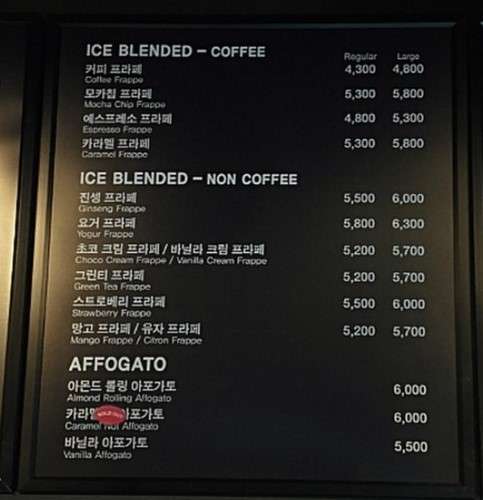 ICE BLENDED – COFFEE
Regular Large
커피 프라페 4,300 4,800
Coffee Frappe
모카칩 프라페 5,300 5,800
Mocha Chip Frappe
에스프레소 프라페 4,800 5,300
Espresso Frappe
카라멜 프라페 5,300 5,800
Caramel Frappe
ICE BLENDED – NON COFFEE
진생 프라페 5,500 6,000
Ginseng Frappe
요거 프라페 5,800 6,300
Yogur Frappe
초코 크림 프라페 / 바닐라 크림 프라페 5,200 5,700
Choco Cream Frappe / Vanilla Cream Frappe
그린티 프라페 5,200 5,700
Green Tea Frappe
스트로베리 프라페 5,500 6,000
Strawberry Frappe
망고 프라페 / 유자 프라페 5,200 5,700
Mango Frappe / Citron Frappe
AFFOGATO
아몬드 롤링 아포가토 6,000
Almond Rolling Affogato
카라멜 SOLD OUT 아포가토 6,000
Caramel Nut Affogato
바닐라 아포가토 5,500
Vanilla Affogato